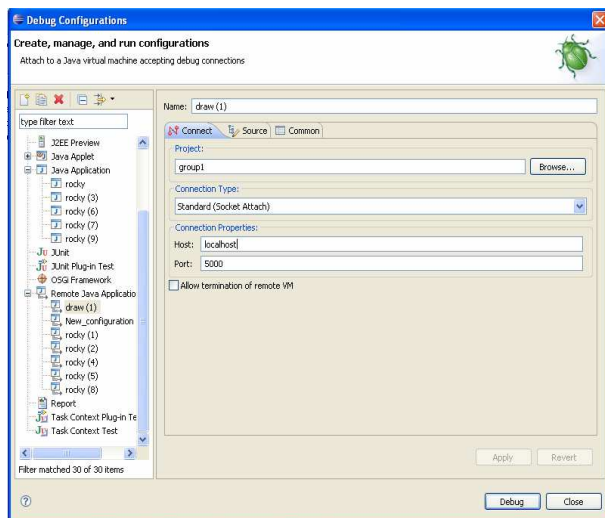 Debug Configurations
Create, manage, and run configurations
Attach to a Java virtual machine accepting debug connections
type filter text
J2EE Preview
Java Applet
Java Application
rocky
rocky (3)
rocky (6)
rocky (7)
rocky (9)
JUnit
JUnit Plug-in Test
OSGi Framework
Remote Java Applicatio
draw (1)
New_configuration
rocky (1)
rocky (2)
rocky (4)
rocky (5)
rocky (8)
Report
Task Context Plug-in Te
Task Context Test
Filter matched 30 of 30 items
Name: draw (1)
Connect Source Common
Project:
group1 Browse...
Connection Type:
Standard (Socket Attach)
Connection Properties:
Host: localhost
Port: 5000
Allow termination of remote VM
Apply Revert
Debug Close